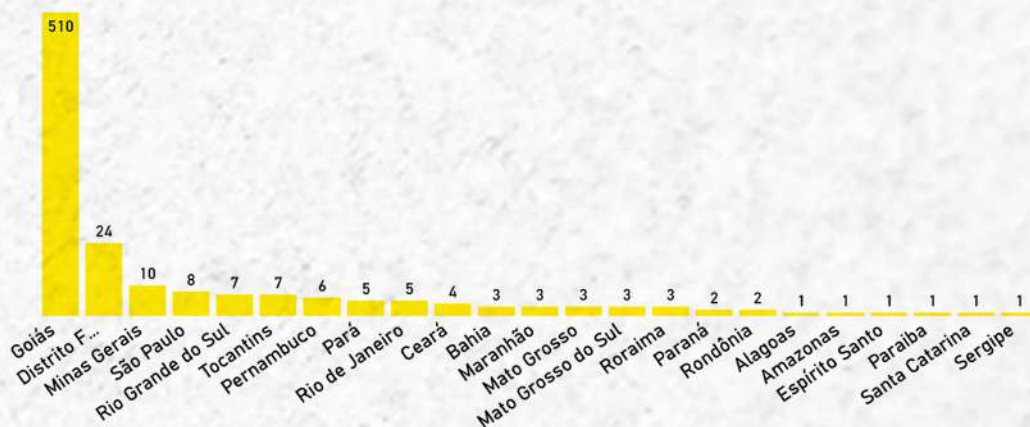 510
24
10
8
7
7
6
5
5
4
3
3
3
3
3
2
2
1
1
1
1
1
1
Goiás
Distrito F...
Minas Gerais
São Paulo
Rio Grande do Sul
Tocantins
Pernambuco
Pará
Rio de Janeiro
Ceará
Bahia
Maranhão
Mato Grosso
Mato Grosso do Sul
Roraima
Paraná
Rondônia
Alagoas
Amazonas
Espírito Santo
Paraíba
Santa Catarina
Sergipe